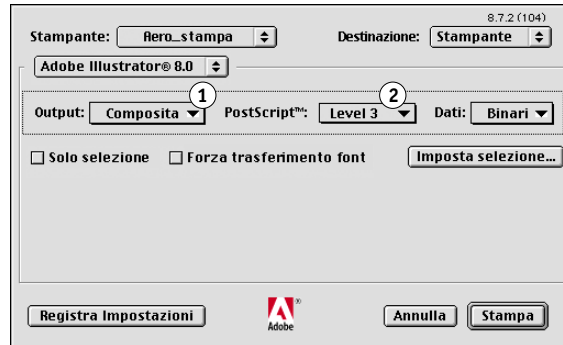 8.7.2 (104)
Stampante: Aero_stampa Destinazione: Stampante
Adobe Illustrator® 8.0
1 2
Output: Composita PostScript™: Level 3 Dati: Binari
Solo selezione Forza trasferimento font Imposta selezione...
Registra Impostazioni Adobe® Annulla Stampa